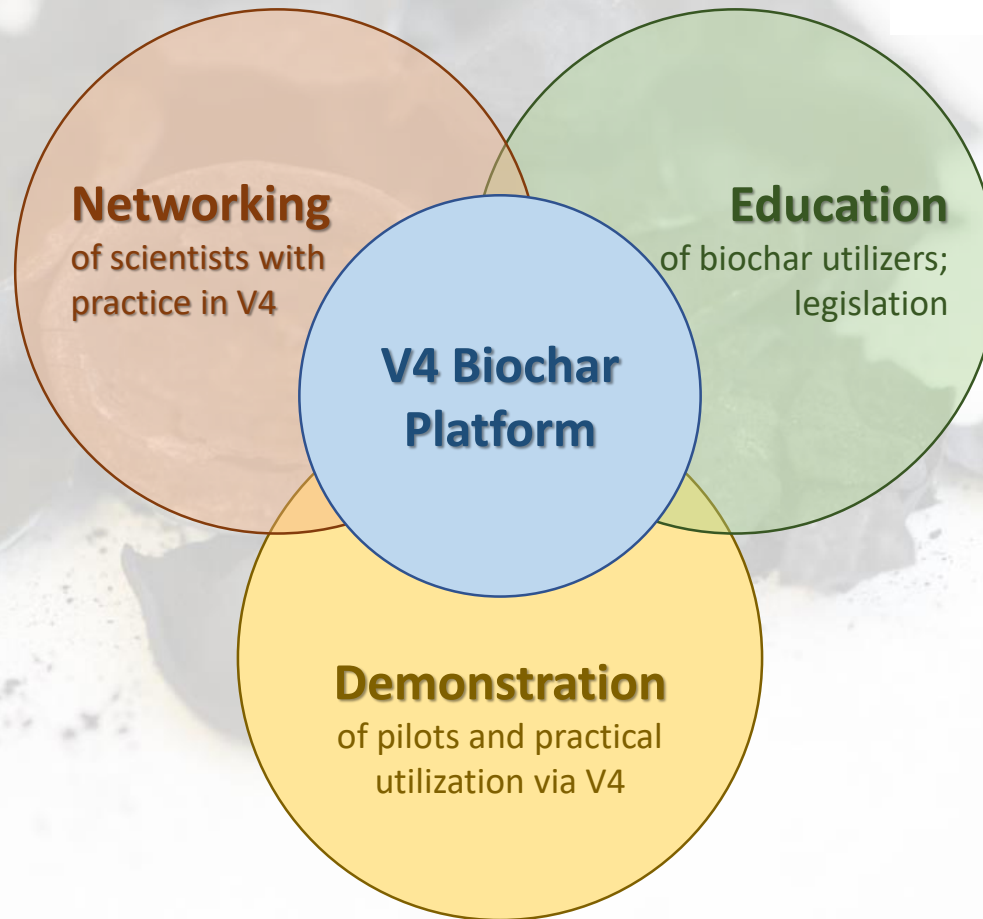 Networking
of scientists with
practice in V4
Education
of biochar utilizers;
legislation
V4 Biochar
Platform
Demonstration
of pilots and practical
utilization via V4